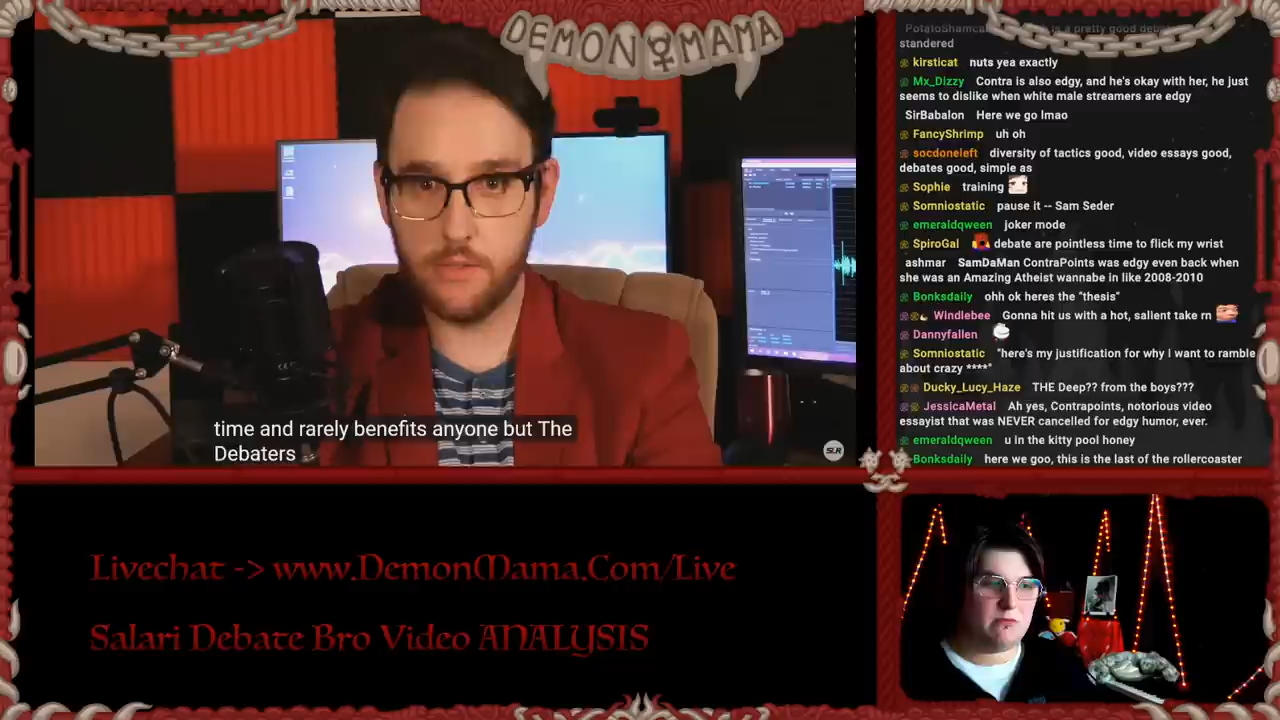 DEMON MAMA
time and rarely benefits anyone but The
Debaters
SLR
PotatoShamca is a pretty good deba
standered
kirsticat nuts yea exactly
Mx_Dizzy Contra is also edgy, and he's okay with her, he just
seems to dislike when white male streamers are edgy
SirBabalon Here we go lmao
FancyShrimp uh oh
socdoneleft diversity of tactics good, video essays good,
debates good, simple as
Sophie training
Somniostatic pause it -- Sam Seder
emeraldqween joker mode
SpiroGal debates are pointless time to flick my wrist
ashmar SamDaMan ContraPoints was edgy even back when
she was an Amazing Atheist wannabe in like 2008-2010
Bonksdaily ohh ok heres the "thesis"
Windlebee Gonna hit us with a hot, sallent take rn
Dannyfallen
Somniostatic "here's my justification for why I want to ramble
about crazy ****"
Ducky_Lucy_Haze THE Deep?? from the boys???
JessicaMetal Ah yes, Contrapoints, notorious video
essayist that was NEVER cancelled for edgy humor, ever.
emeraldqween u in the kitty pool honey
Bonksdaily here we goo, this is the last of the rollercoaster
Livechat -> www.DemonMama.Com/Live
Salari Debate Bro Video ANALYSIS